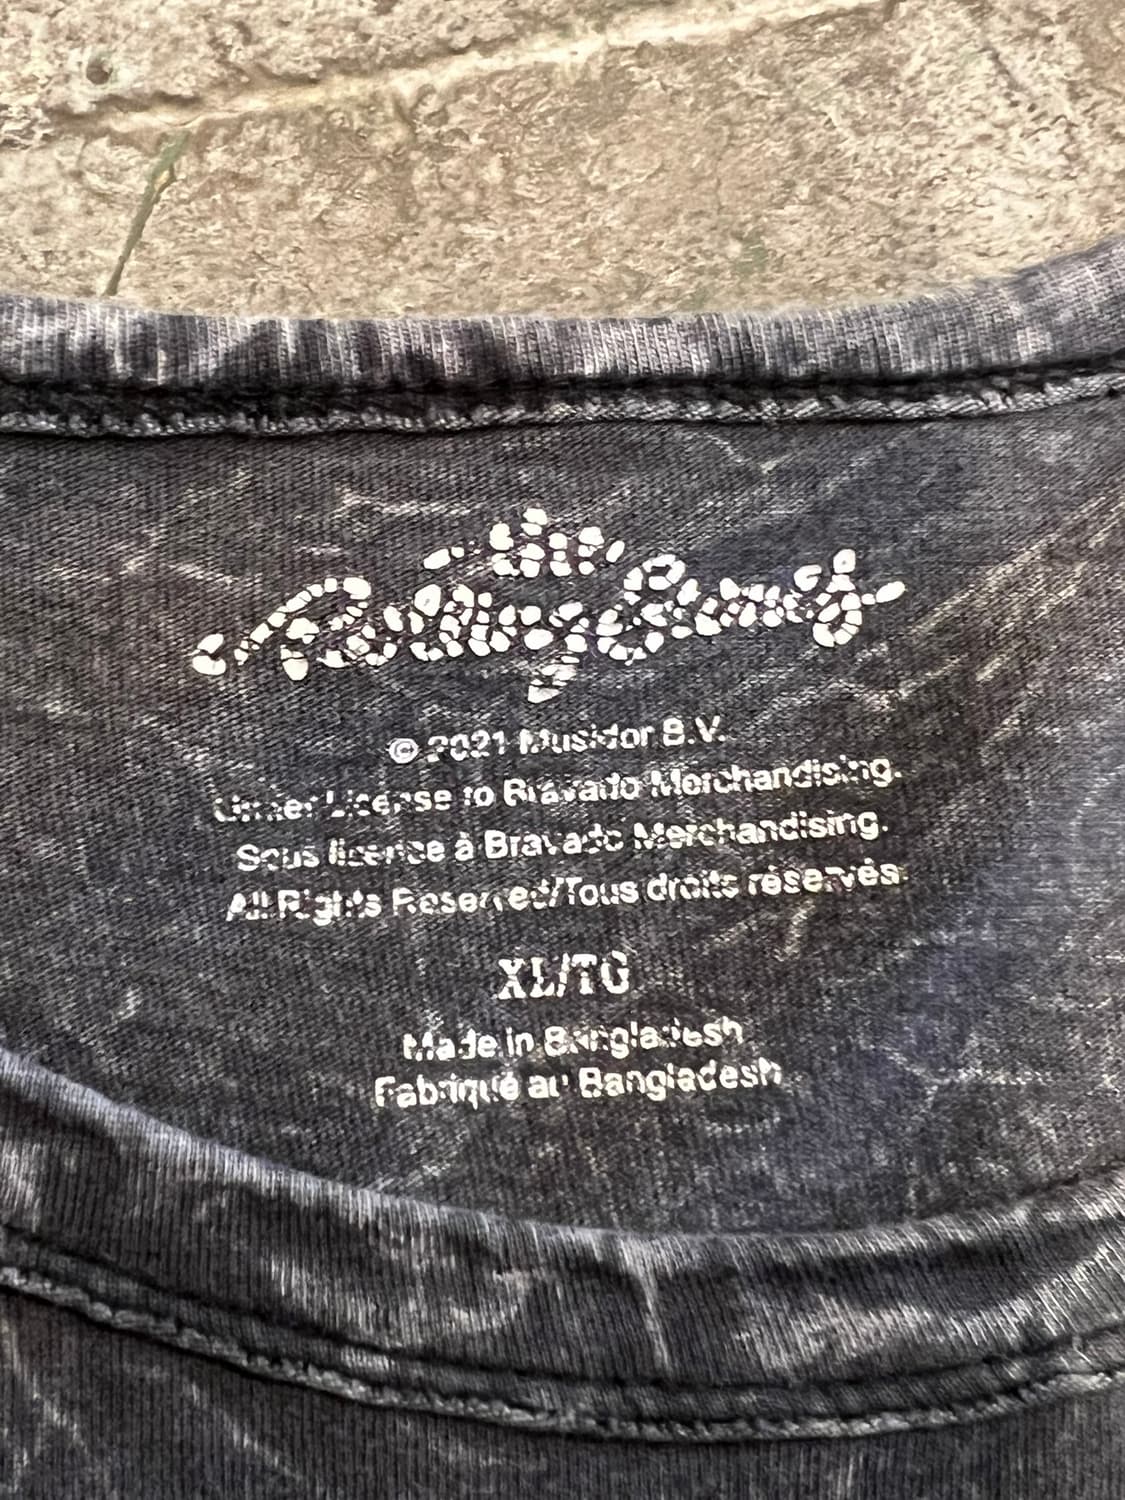 the
Rolling Stones
© 2021 Musidor B.V.
Under License to Bravado Merchandising.
Sous license à Bravado Merchandising.
All Rights Reserved/Tous droits réservés.
XL/TG
Made in Bangladesh
Fabriqué au Bangladesh